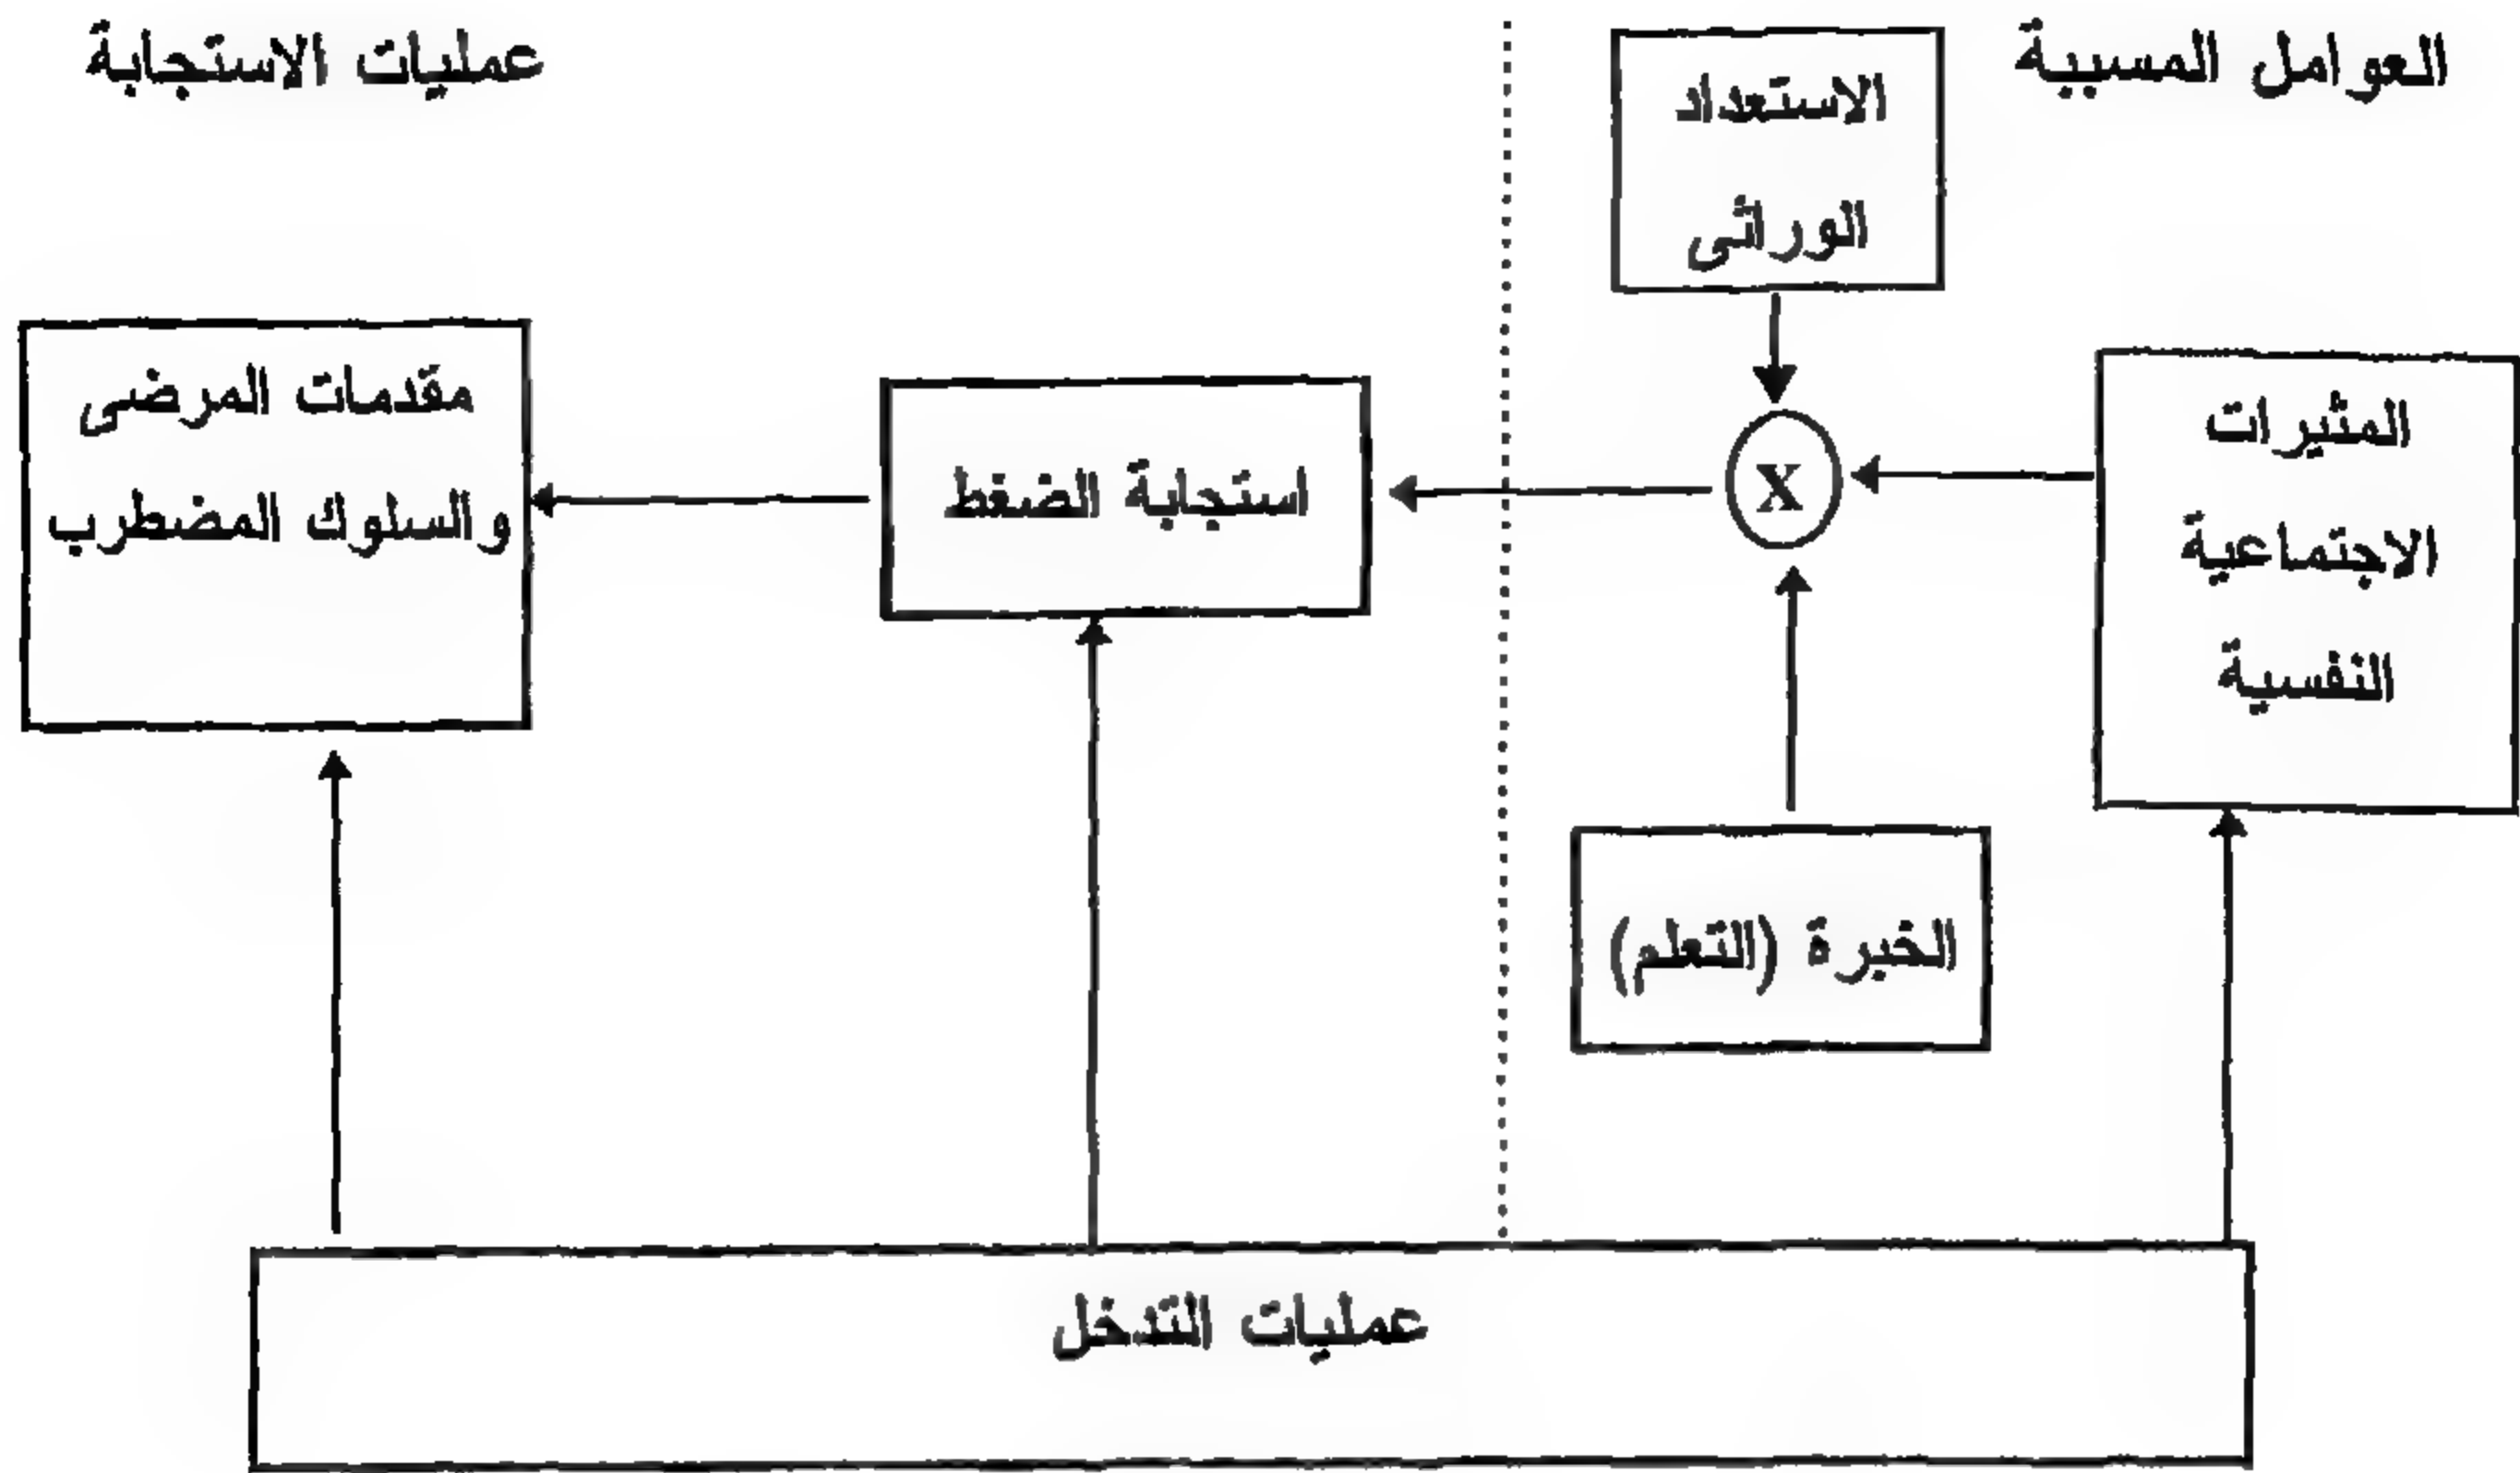 العوامل المسببة
عمليات الاستجابة
الاستعداد
الوراثى
المثيرات
الاجتماعية
النفسية
X
الخبرة (التعلم)
استجابة الضغط
مقدمات المرضى
والسلوك المضطرب
عمليات التدخل